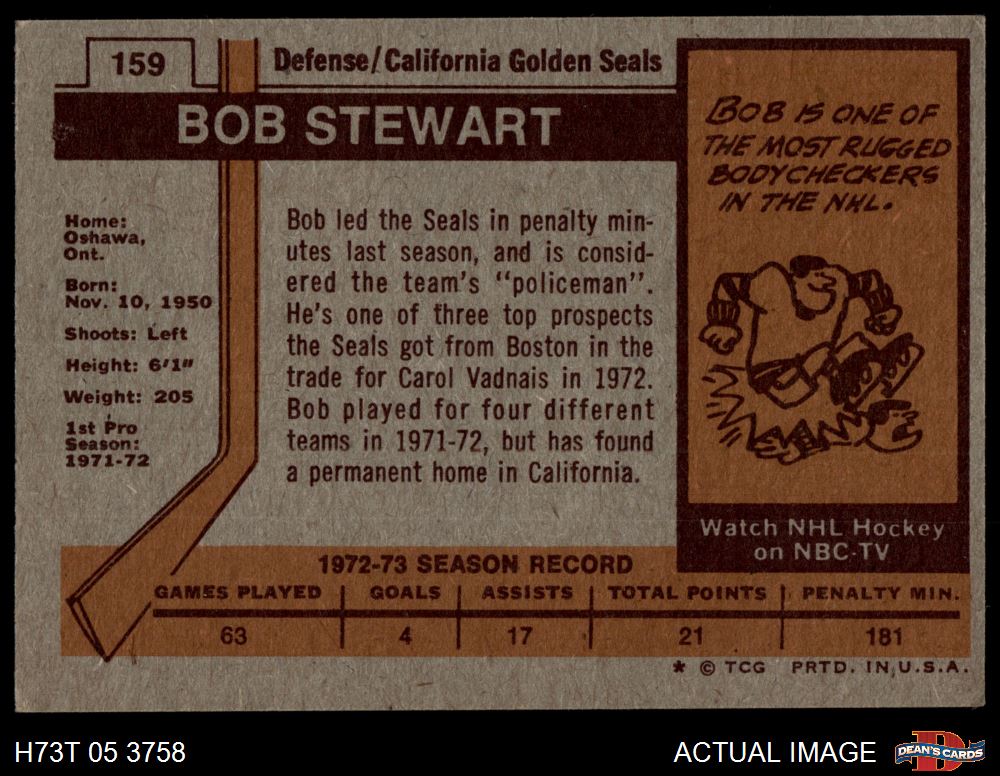 159
Defense/California Golden Seals
BOB STEWART
Home:
Oshawa,
Ont.
Born:
Nov. 10, 1950
Shoots: Left
Height: 6'1"
Weight: 205
1st Pro
Season:
1971-72
Bob led the Seals in penalty min-
utes last season, and is consid-
ered the team's "policeman".
He's one of three top prospects
the Seals got from Boston in the
trade for Carol Vadnais in 1972.
Bob played for four different
teams in 1971-72, but has found
a permanent home in California.
BOB IS ONE OF
THE MOST RUGGED
BODYCHECKERS
IN THE NHL.
Watch NHL Hockey
on NBC-TV
1972-73 SEASON RECORD
GAMES PLAYED GOALS ASSISTS TOTAL POINTS PENALTY MIN.
63 4 17 21 181
* © TCG PRTD. IN U.S.A.
H73T 05 3758
ACTUAL IMAGE
DEAN'S CARDS